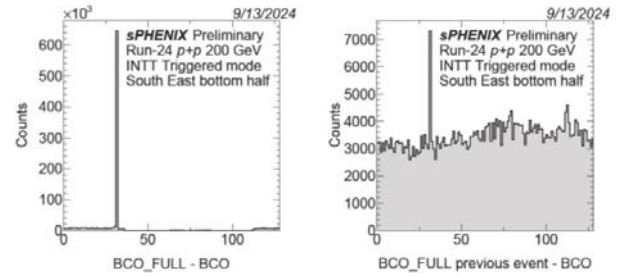 ×10³
9/13/2024
sPHENIX Preliminary
Run-24 p+p 200 GeV
INTT Triggered mode
South East bottom half
Counts
600
500
400
300
200
100
0
0
50
100
BCO_FULL - BCO
9/13/2024
sPHENIX Preliminary
Run-24 p+p 200 GeV
INTT Triggered mode
South East bottom half
Counts
7000
6000
5000
4000
3000
2000
1000
0
0
50
100
BCO_FULL previous event - BCO